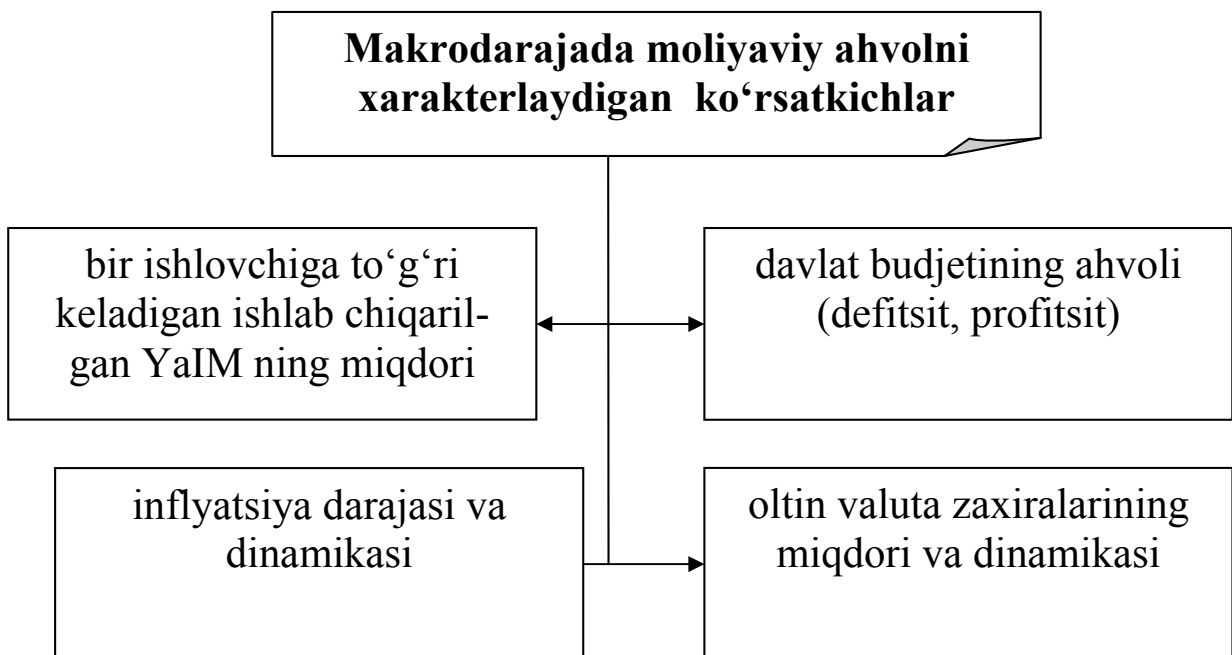 Makrodarajada moliyaviy ahvolni
xarakterlaydigan ko‘rsatkichlar
bir ishlovchiga to‘g‘ri
keladigan ishlab chiqaril-
gan YaIM ning miqdori
davlat budjetining ahvoli
(defitsit, profitsit)
inflyatsiya darajasi va
dinamikasi
oltin valuta zaxiralarining
miqdori va dinamikasi